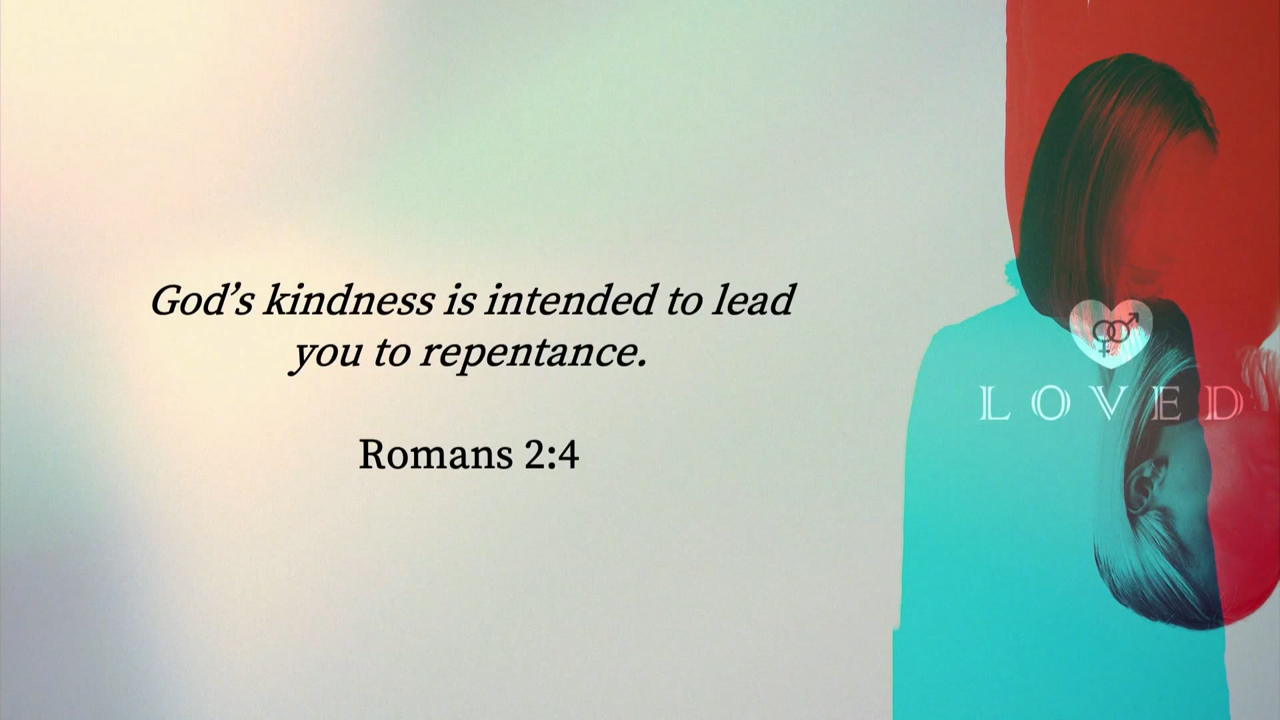 God’s kindness is intended to lead
you to repentance.
Romans 2:4
LOVED